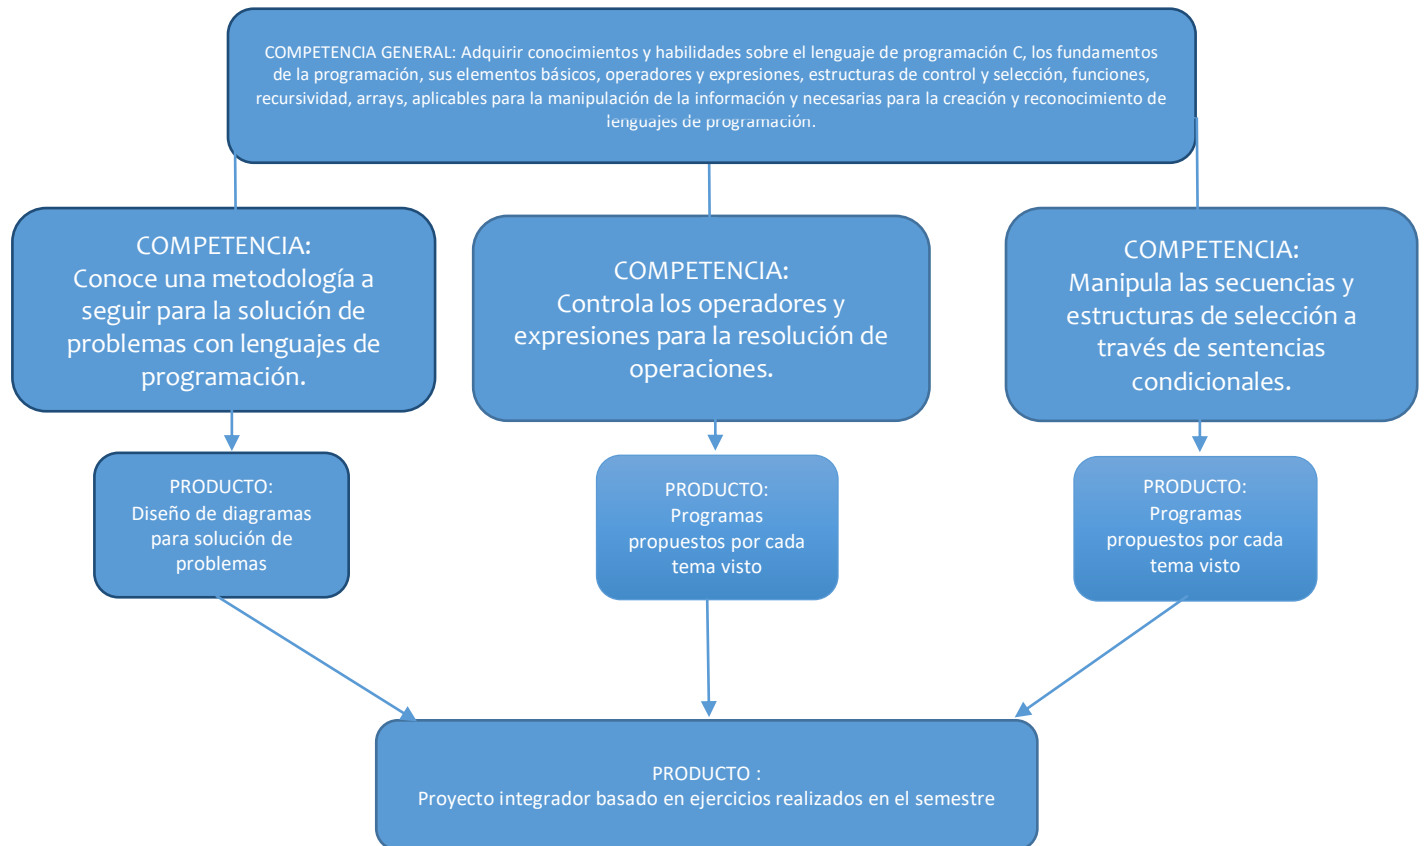 COMPETENCIA GENERAL: Adquirir conocimientos y habilidades sobre el lenguaje de programación C, los fundamentos
de la programación, sus elementos básicos, operadores y expresiones, estructuras de control y selección, funciones,
recursividad, arrays, aplicables para la manipulación de la información y necesarias para la creación y reconocimiento de
lenguajes de programación.
COMPETENCIA:
Conoce una metodología a
seguir para la solución de
problemas con lenguajes de
programación.
COMPETENCIA:
Controla los operadores y
expresiones para la resolución de
operaciones.
COMPETENCIA:
Manipula las secuencias y
estructuras de selección a
través de sentencias
condicionales.
PRODUCTO:
Diseño de diagramas
para solución de
problemas
PRODUCTO:
Programas
propuestos por cada
tema visto
PRODUCTO:
Programas
propuestos por cada
tema visto
PRODUCTO :
Proyecto integrador basado en ejercicios realizados en el semestre